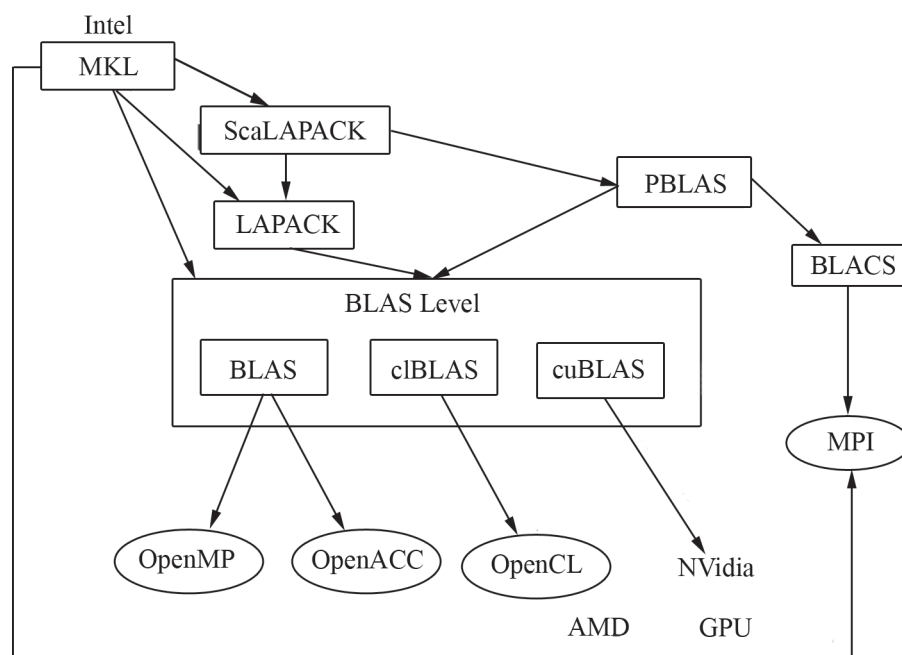 Intel
MKL
ScaLAPACK
PBLAS
LAPACK
BLACS
BLAS Level
BLAS
clBLAS
cuBLAS
MPI
OpenMP
OpenACC
OpenCL
NVidia
AMD
GPU